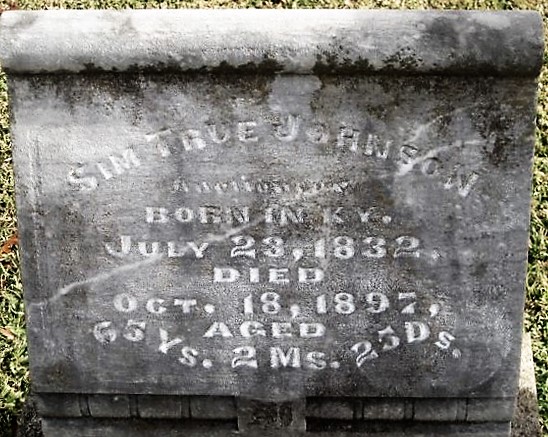 SIM TRUE JOHNSON
Auctioneer
BORN IN KY.
JULY 23, 1832.
DIED
OCT. 18, 1897,
AGED
65 YS. 2 MS. 25 DS.